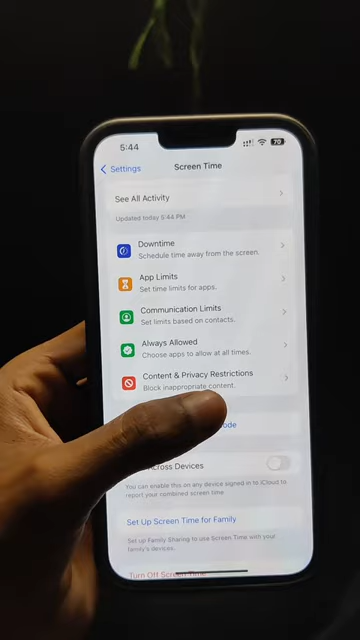 5:44
70
Settings
Screen Time
See All Activity
Updated today 5:44 PM
Downtime
Schedule time away from the screen.
App Limits
Set time limits for apps.
Communication Limits
Set limits based on contacts.
Always Allowed
Choose apps to allow at all times.
Content & Privacy Restrictions
Block inappropriate content.
Across Devices
You can enable this on any device signed in to iCloud to
report your combined screen time
Set Up Screen Time for Family
Set up Family Sharing to use Screen Time with your
family's devices.
Turn Off Screen Time